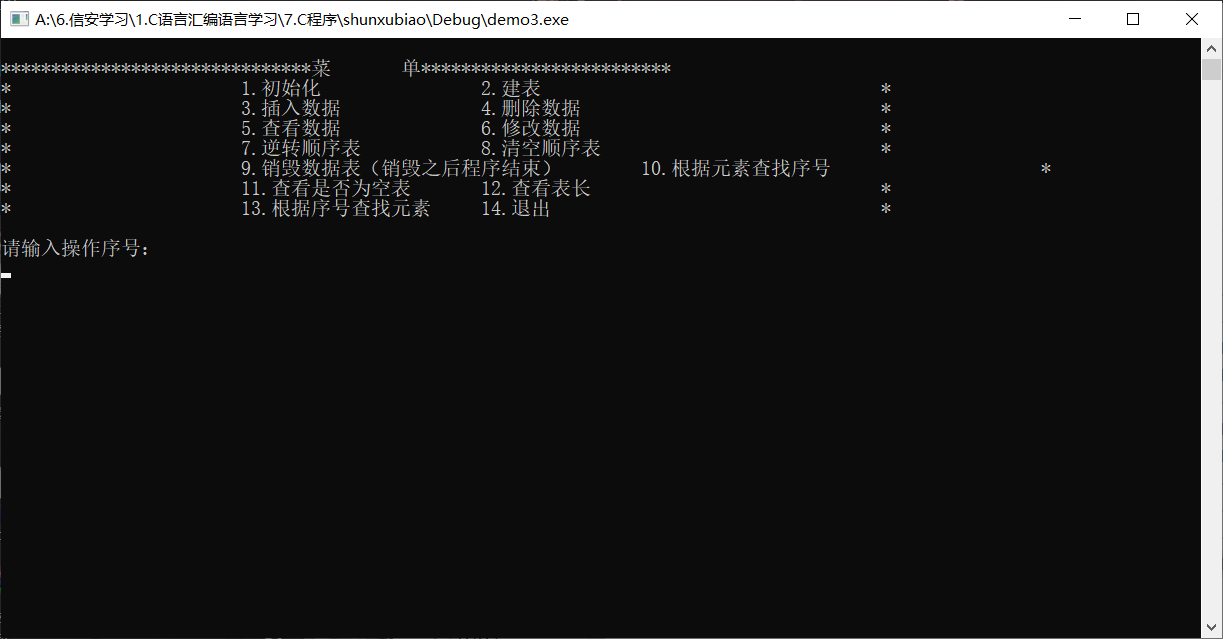 A:\6.信安学习\1.C语言汇编语言学习\7.C程序\shunxubiao\Debug\demo3.exe
*******************************菜 单*************************
* 1.初始化 2.建表 *
* 3.插入数据 4.删除数据 *
* 5.查看数据 6.修改数据 *
* 7.逆转顺序表 8.清空顺序表 *
* 9.销毁数据表（销毁之后程序结束） 10.根据元素查找序号 *
* 11.查看是否为空表 12.查看表长 *
* 13.根据序号查找元素 14.退出 *
请输入操作序号：